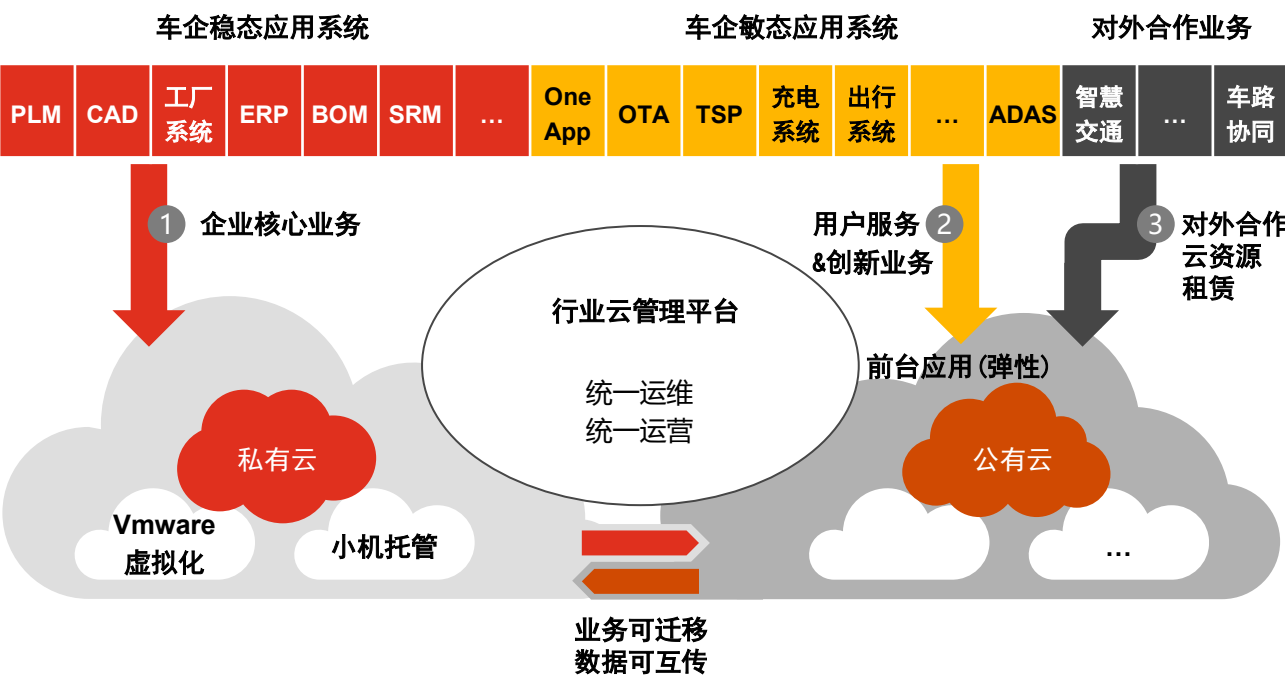 车企稳态应用系统
车企敏态应用系统
对外合作业务
PLM
CAD
工厂
系统
ERP
BOM
SRM
…
One
App
OTA
TSP
充电
系统
出行
系统
…
ADAS
智慧
交通
…
车路
协同
1
企业核心业务
用户服务
&创新业务
2
3
对外合作
云资源
租赁
行业云管理平台
统一运维
统一运营
前台应用(弹性)
私有云
公有云
Vmware
虚拟化
小机托管
…
业务可迁移
数据可互传